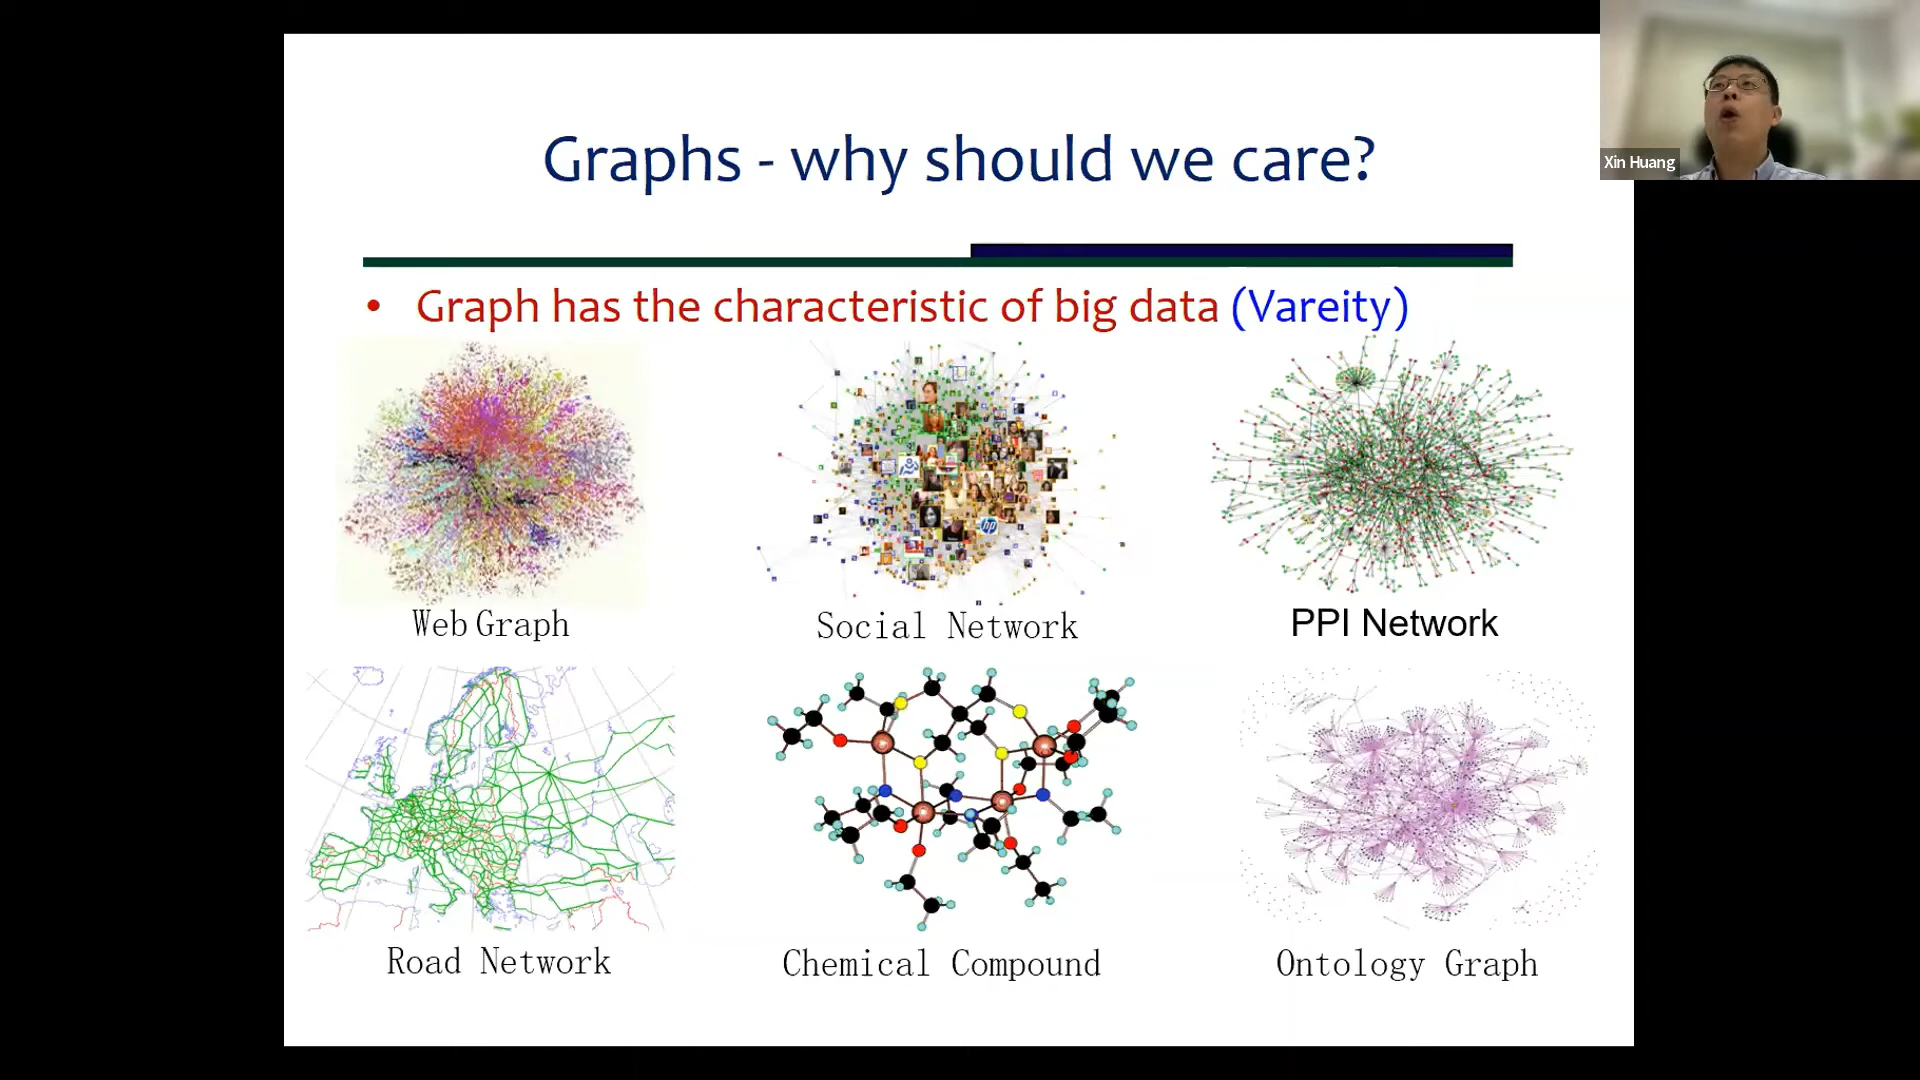 Graphs - why should we care?
Xin Huang
• Graph has the characteristic of big data (Vareity)
hp
Web Graph
Social Network
PPI Network
Road Network
Chemical Compound
Ontology Graph